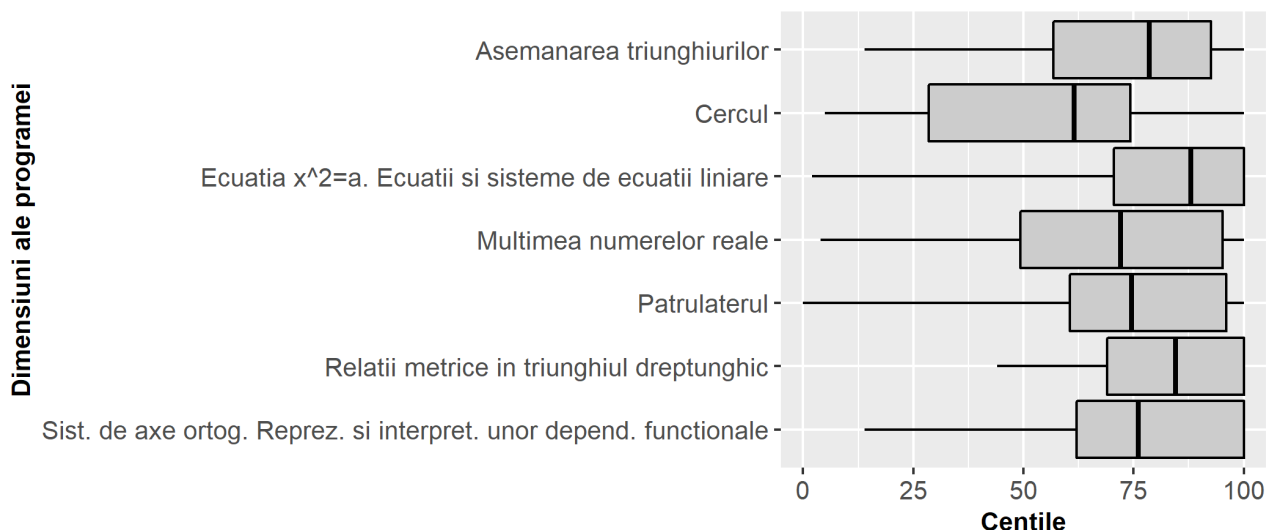 Dimensiuni ale programei
Asemanarea triunghiurilor
Cercul
Ecuatia x^2=a. Ecuatii si sisteme de ecuatii liniare
Multimea numerelor reale
Patrulaterul
Relatii metrice in triunghiul dreptunghic
Sist. de axe ortog. Reprez. si interpret. unor depend. functionale
0 25 50 75 100
Centile